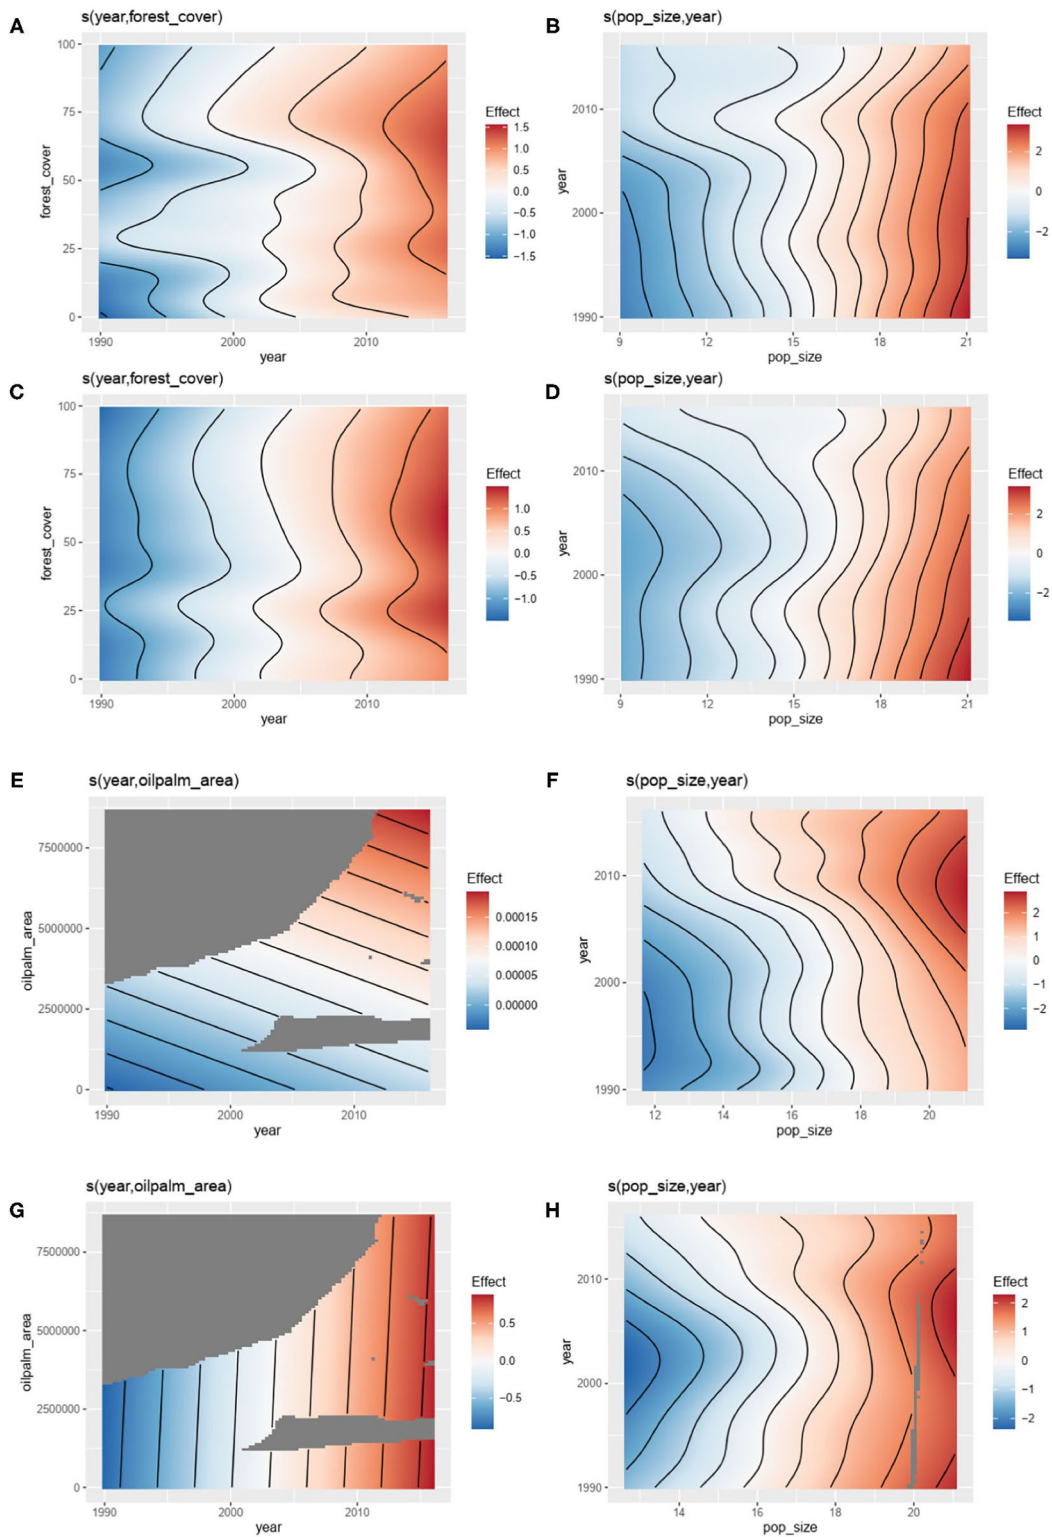 A
s(year,forest_cover)
100
75
50
25
0
forest_cover
1990
2000
2010
year
Effect
1.5
1.0
0.5
0.0
−0.5
−1.0
−1.5
B
s(pop_size,year)
2010
2000
1990
year
9
12
15
18
21
pop_size
Effect
2
0
−2
C
s(year,forest_cover)
100
75
50
25
0
forest_cover
1990
2000
2010
year
Effect
1.0
0.5
0.0
−0.5
−1.0
D
s(pop_size,year)
2010
2000
1990
year
9
12
15
18
21
pop_size
Effect
2
0
−2
E
s(year,oilpalm_area)
7500000
5000000
2500000
0
oilpalm_area
1990
2000
2010
year
Effect
0.00015
0.00010
0.00005
0.00000
F
s(pop_size,year)
2010
2000
1990
year
12
14
16
18
20
pop_size
Effect
2
1
0
−1
−2
G
s(year,oilpalm_area)
7500000
5000000
2500000
0
oilpalm_area
1990
2000
2010
year
Effect
0.5
0.0
−0.5
H
s(pop_size,year)
2010
2000
1990
year
14
16
18
20
pop_size
Effect
2
1
0
−1
−2